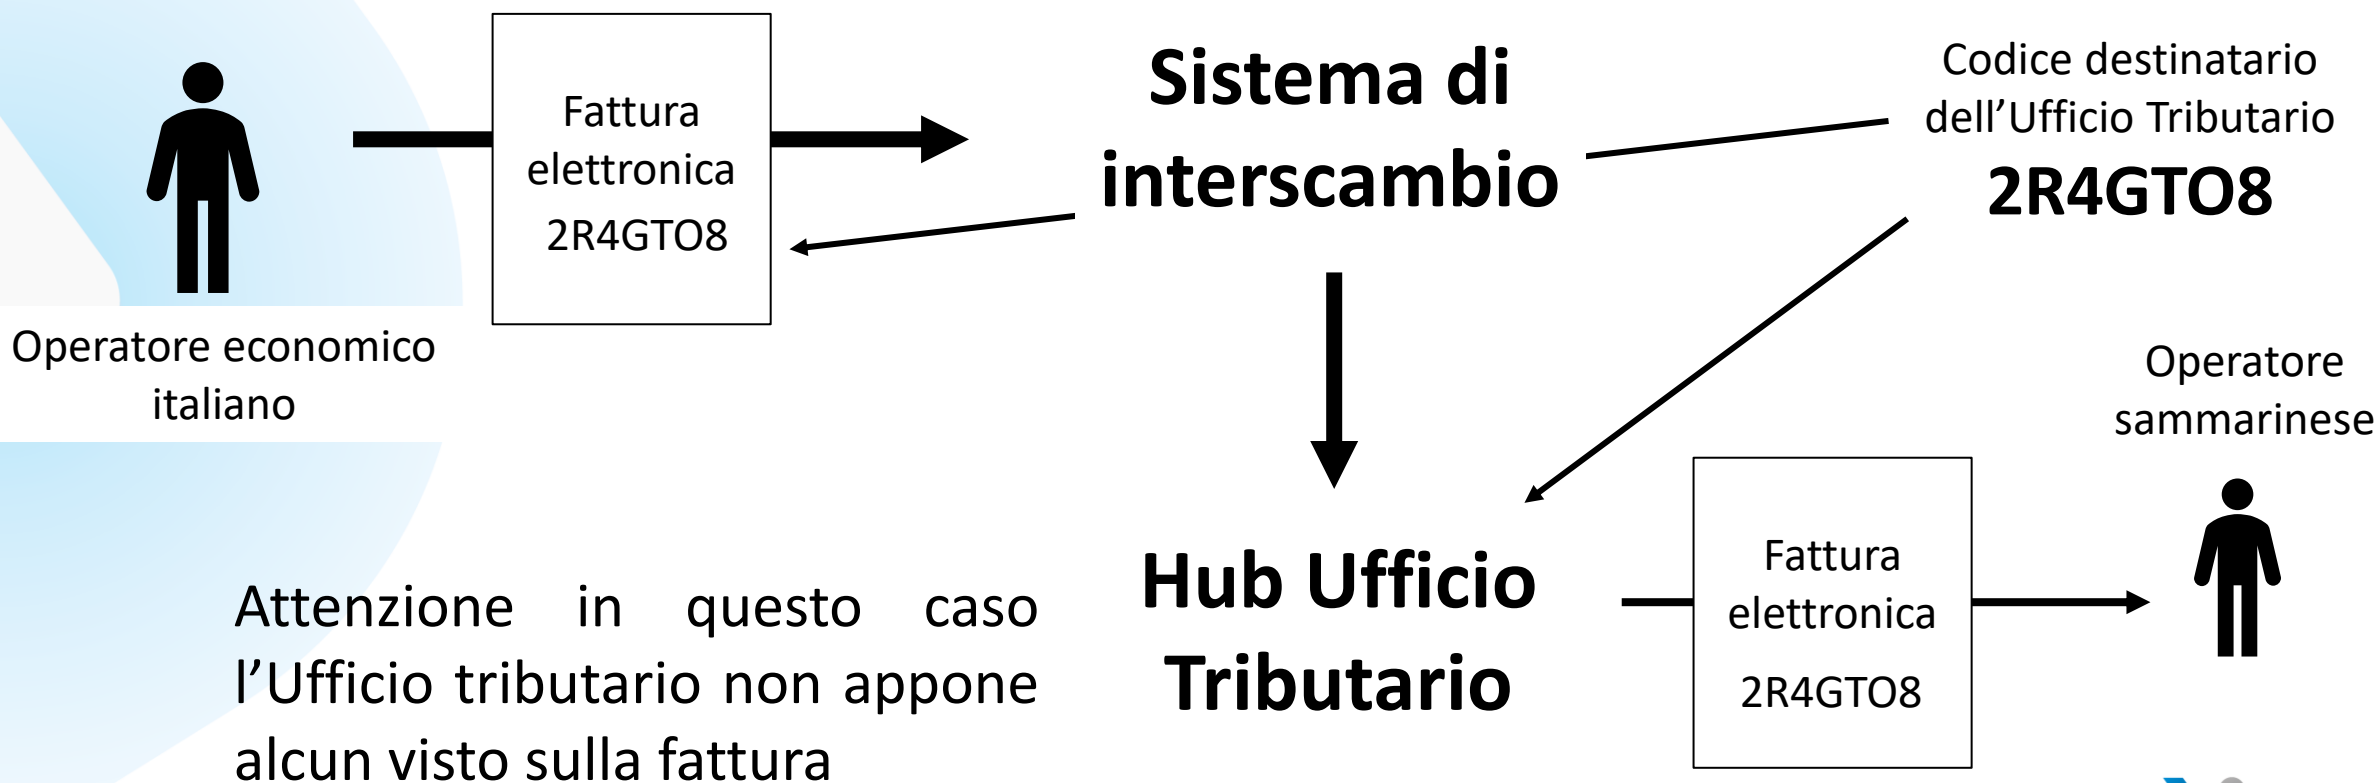 Fattura
elettronica
2R4GTO8
Sistema di
interscambio
Codice destinatario
dell’Ufficio Tributario
2R4GTO8
Operatore economico
italiano
Operatore
sammarinese
Attenzione in questo caso
l’Ufficio tributario non appone
alcun visto sulla fattura
Hub Ufficio
Tributario
Fattura
elettronica
2R4GTO8